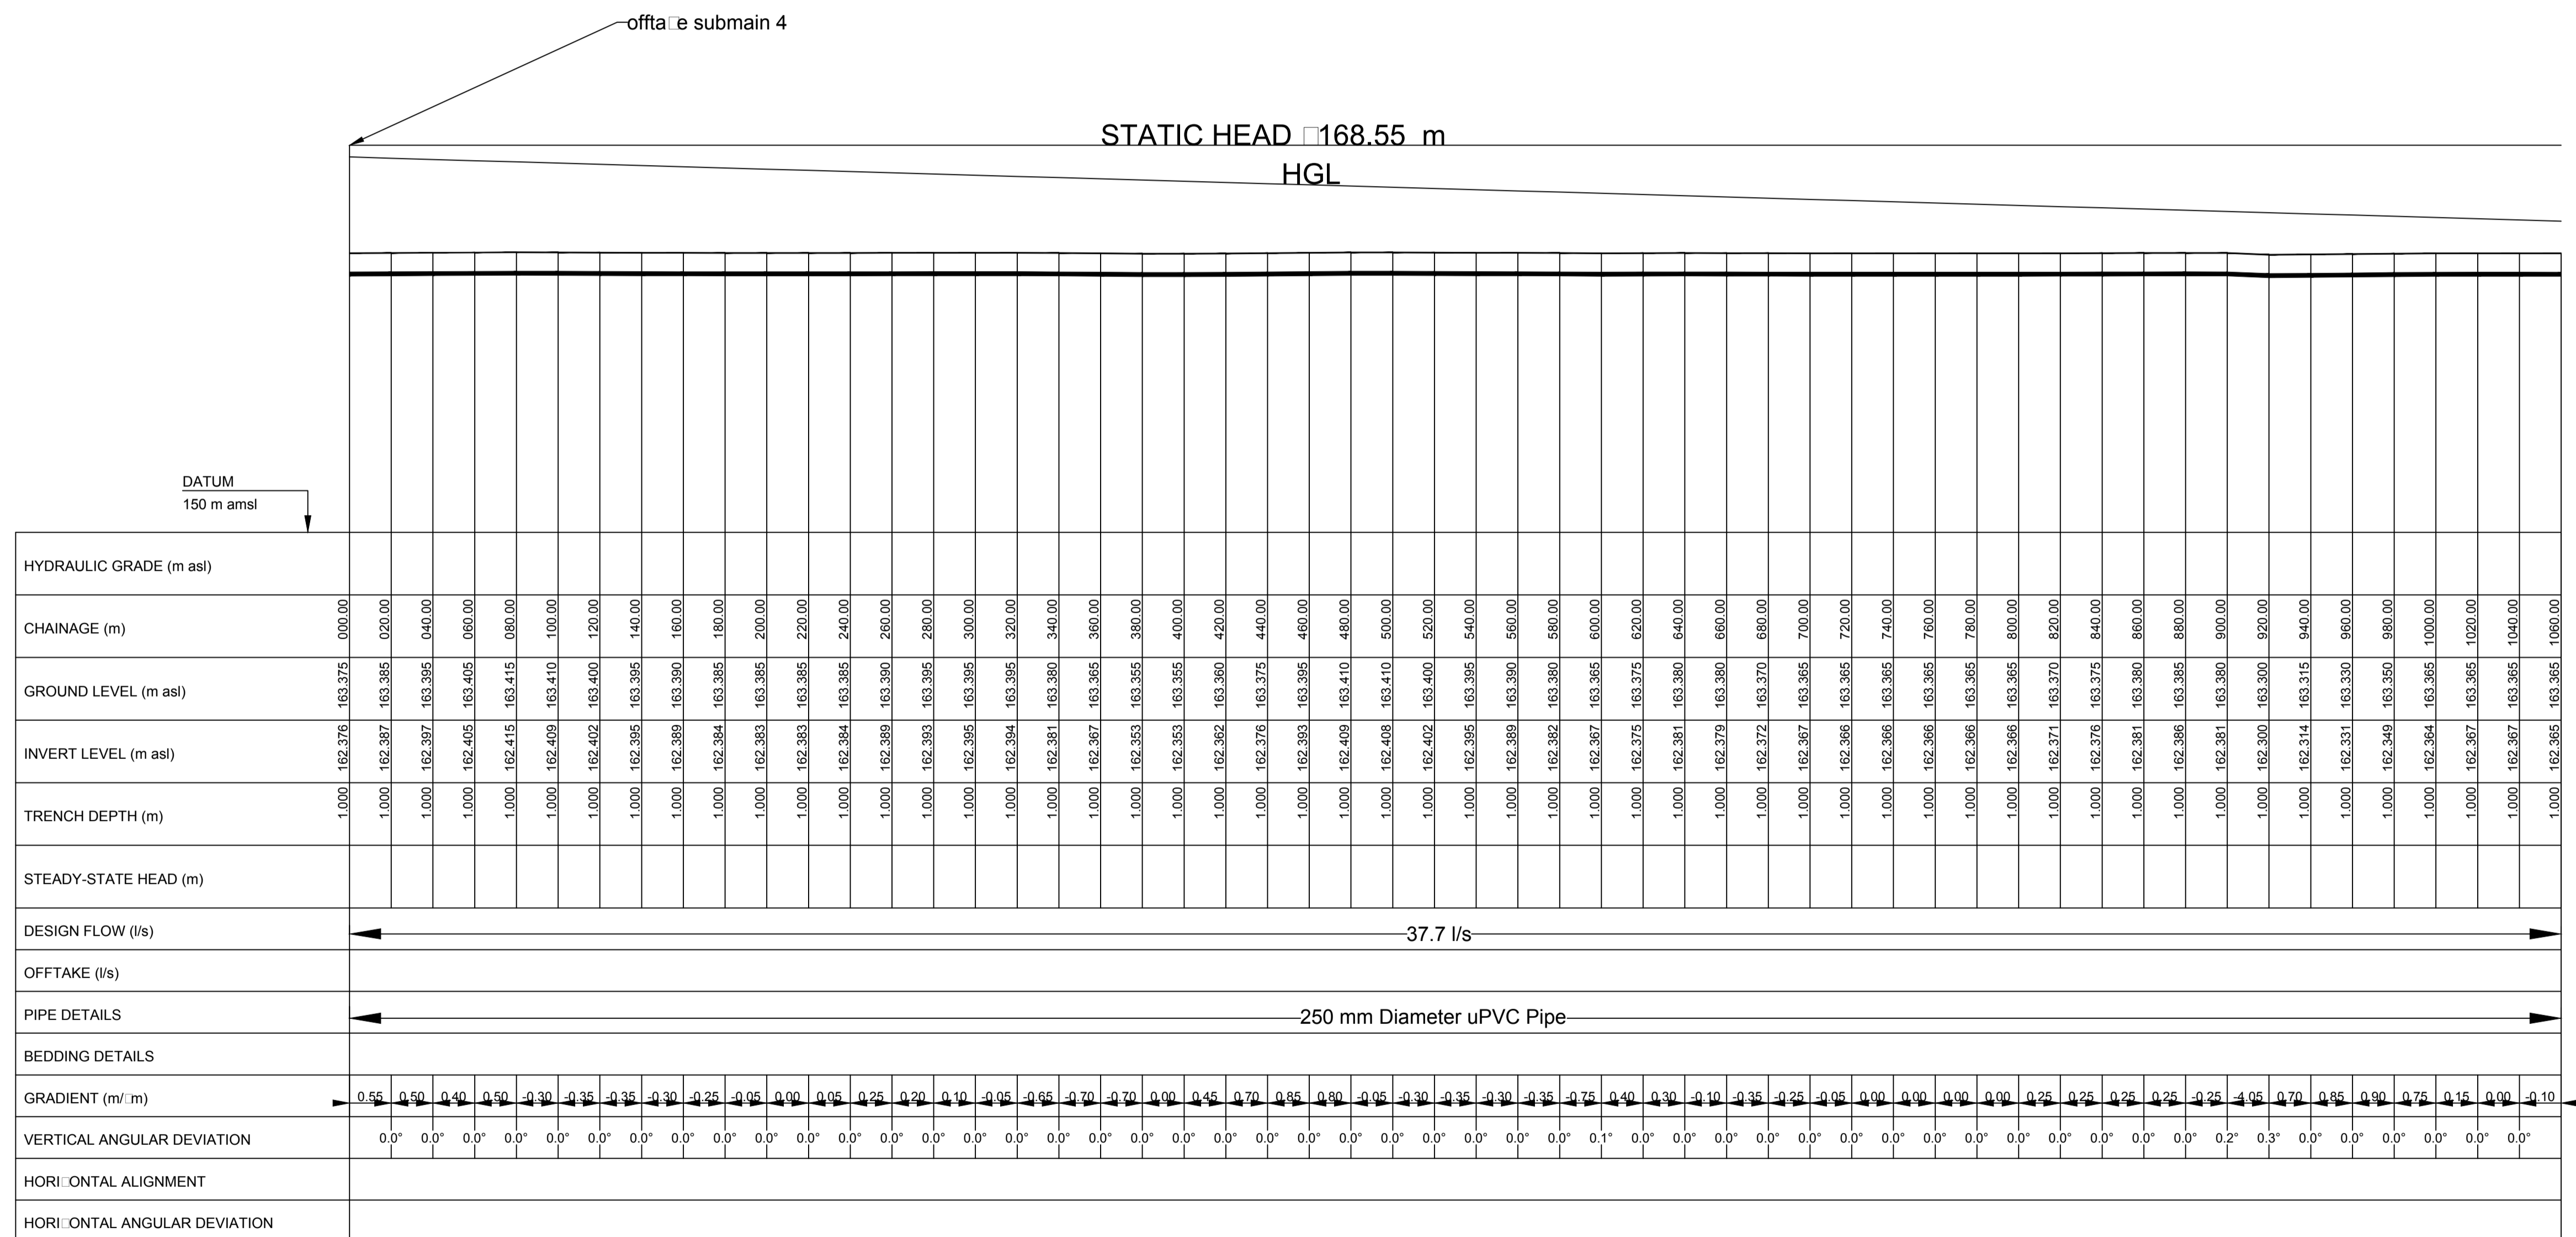 offta□e submain 4
STATIC HEAD □168.55 m
HGL
DATUM
150 m amsl
HYDRAULIC GRADE (m asl)
CHAINAGE (m) 000.00 020.00 040.00 060.00 080.00 100.00 120.00 140.00 160.00 180.00 200.00 220.00 240.00 260.00 280.00 300.00 320.00 340.00 360.00 380.00 400.00 420.00 440.00 460.00 480.00 500.00 520.00 540.00 560.00 580.00 600.00 620.00 640.00 660.00 680.00 700.00 720.00 740.00 760.00 780.00 800.00 820.00 840.00 860.00 880.00 900.00 920.00 940.00 960.00 980.00 1000.00 1020.00 1040.00 1060.00
GROUND LEVEL (m asl) 163.375 163.385 163.395 163.405 163.415 163.410 163.400 163.395 163.390 163.385 163.385 163.385 163.385 163.390 163.395 163.395 163.395 163.380 163.365 163.355 163.355 163.360 163.375 163.395 163.410 163.410 163.400 163.395 163.390 163.380 163.365 163.375 163.380 163.380 163.370 163.365 163.365 163.365 163.365 163.365 163.365 163.370 163.375 163.380 163.385 163.380 163.300 163.315 163.330 163.350 163.365 163.365 163.365 163.365
INVERT LEVEL (m asl) 162.376 162.387 162.397 162.405 162.415 162.409 162.402 162.395 162.389 162.384 162.383 162.383 162.384 162.389 162.393 162.395 162.394 162.381 162.367 162.353 162.353 162.362 162.376 162.393 162.409 162.408 162.402 162.395 162.389 162.382 162.367 162.375 162.381 162.379 162.372 162.367 162.366 162.366 162.366 162.366 162.366 162.371 162.376 162.381 162.386 162.381 162.300 162.314 162.331 162.349 162.364 162.367 162.367 162.365
TRENCH DEPTH (m) 1.000 1.000 1.000 1.000 1.000 1.000 1.000 1.000 1.000 1.000 1.000 1.000 1.000 1.000 1.000 1.000 1.000 1.000 1.000 1.000 1.000 1.000 1.000 1.000 1.000 1.000 1.000 1.000 1.000 1.000 1.000 1.000 1.000 1.000 1.000 1.000 1.000 1.000 1.000 1.000 1.000 1.000 1.000 1.000 1.000 1.000 1.000 1.000 1.000 1.000 1.000 1.000 1.000 1.000
STEADY-STATE HEAD (m)
DESIGN FLOW (l/s) 37.7 l/s
OFFTAKE (l/s)
PIPE DETAILS 250 mm Diameter uPVC Pipe
BEDDING DETAILS
GRADIENT (m/□m) 0.55 0.50 0.40 0.50 -0.30 -0.35 -0.35 -0.30 -0.25 -0.05 0.00 0.05 0.25 0.20 0.10 -0.05 -0.65 -0.70 -0.70 0.00 0.45 0.70 0.85 0.80 -0.05 -0.30 -0.35 -0.30 -0.35 -0.75 0.40 0.30 -0.10 -0.35 -0.25 -0.05 0.00 0.00 0.00 0.00 0.25 0.25 0.25 0.25 -0.25 -4.05 0.70 0.85 0.90 0.75 0.15 0.00 -0.10
VERTICAL ANGULAR DEVIATION 0.0° 0.0° 0.0° 0.0° 0.0° 0.0° 0.0° 0.0° 0.0° 0.0° 0.0° 0.0° 0.0° 0.0° 0.0° 0.0° 0.0° 0.0° 0.0° 0.0° 0.0° 0.0° 0.0° 0.0° 0.0° 0.0° 0.0° 0.0° 0.0° 0.1° 0.0° 0.0° 0.0° 0.0° 0.0° 0.0° 0.0° 0.0° 0.0° 0.0° 0.0° 0.0° 0.0° 0.0° 0.2° 0.3° 0.0° 0.0° 0.0° 0.0° 0.0° 0.0°
HORI□ONTAL ALIGNMENT
HORI□ONTAL ANGULAR DEVIATION